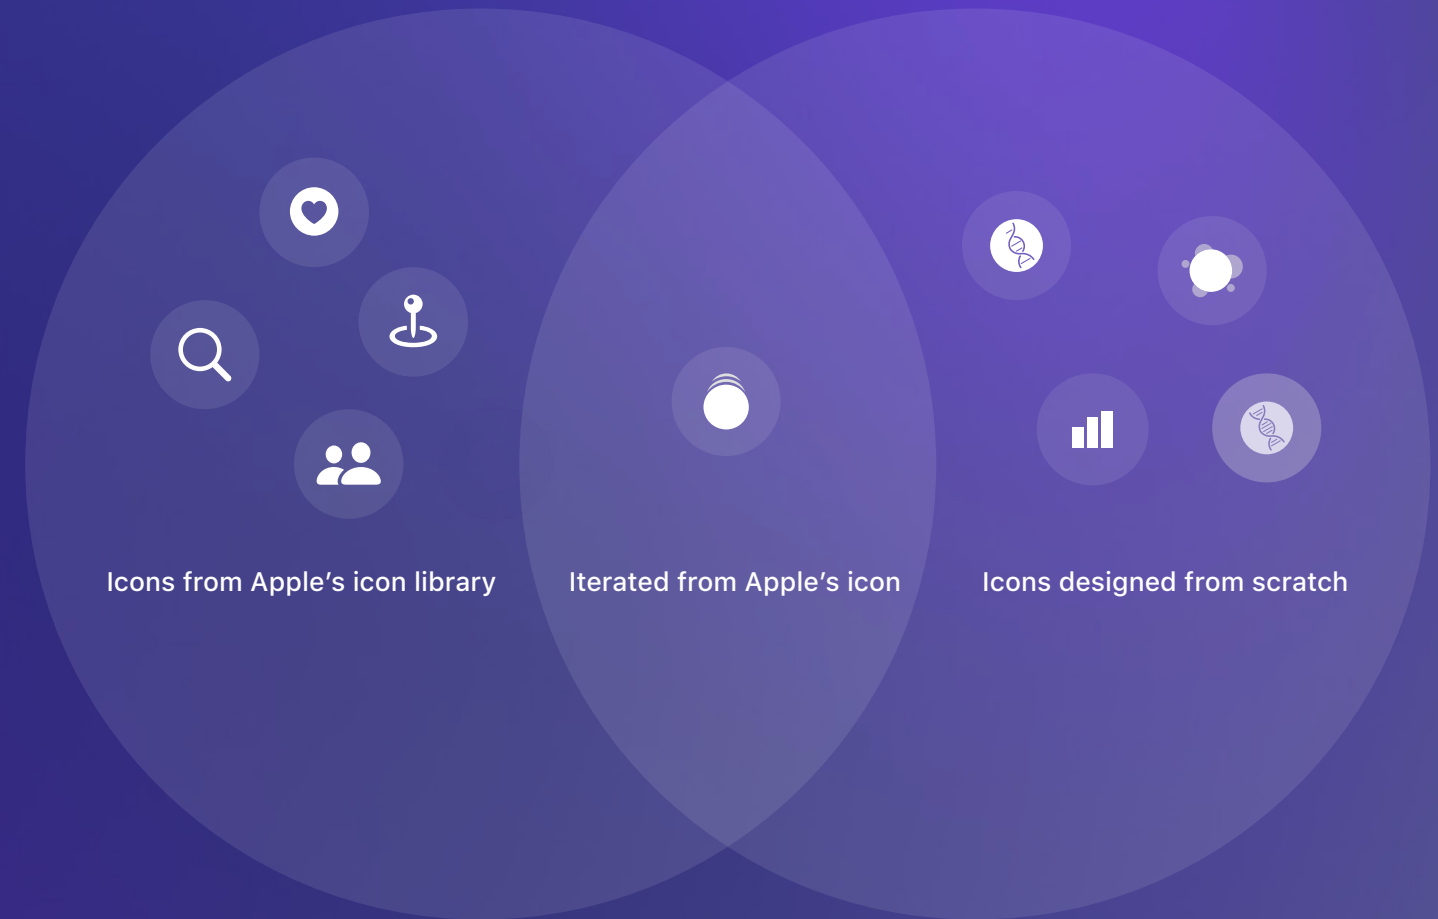 Icons from Apple’s icon library
Iterated from Apple’s icon
Icons designed from scratch